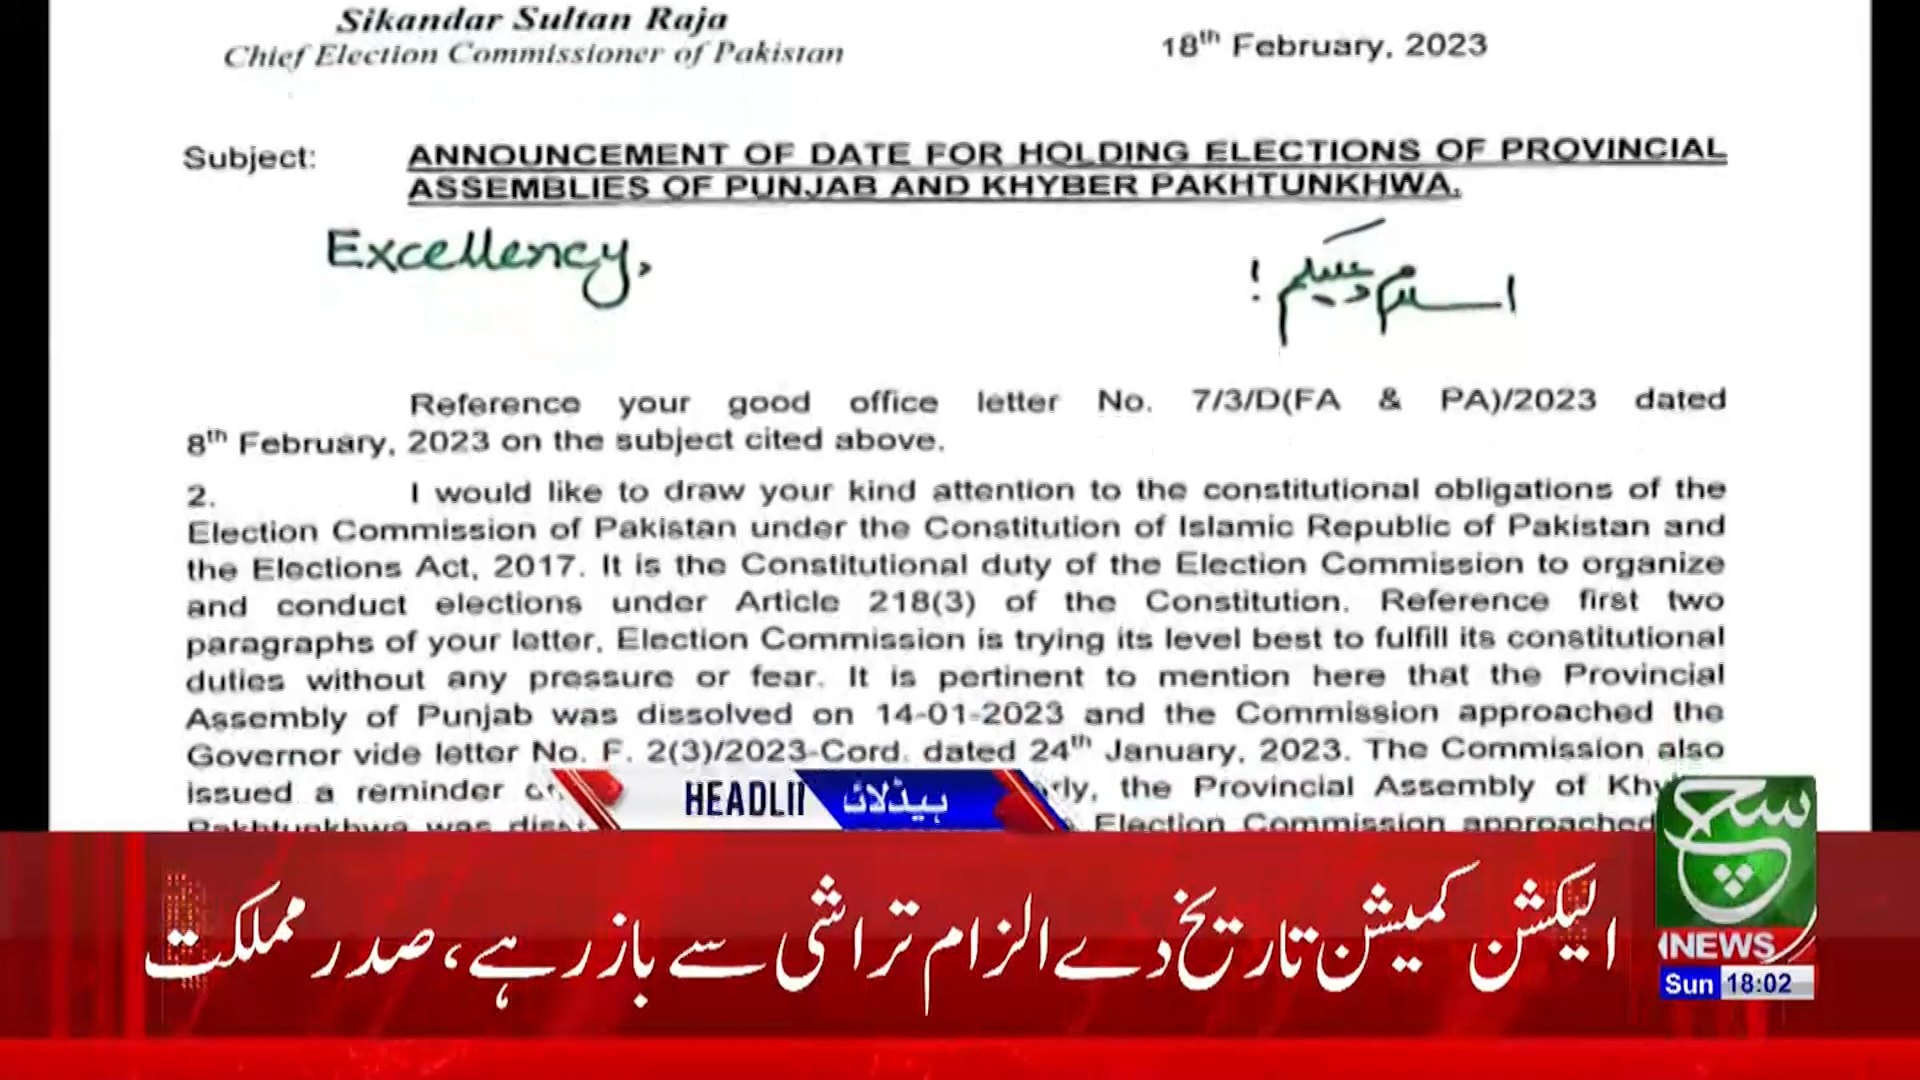 Sikandar Sultan Raja
Chief Election Commissioner of Pakistan
18th February, 2023
Subject: ANNOUNCEMENT OF DATE FOR HOLDING ELECTIONS OF PROVINCIAL
ASSEMBLIES OF PUNJAB AND KHYBER PAKHTUNKHWA.
Excellency,
! اسلام وعلیکم
Reference your good office letter No. 7/3/D(FA & PA)/2023 dated
8th February, 2023 on the subject cited above.
2. I would like to draw your kind attention to the constitutional obligations of the
Election Commission of Pakistan under the Constitution of Islamic Republic of Pakistan and
the Elections Act, 2017. It is the Constitutional duty of the Election Commission to organize
and conduct elections under Article 218(3) of the Constitution. Reference first two
paragraphs of your letter, Election Commission is trying its level best to fulfill its constitutional
duties without any pressure or fear. It is pertinent to mention here that the Provincial
Assembly of Punjab was dissolved on 14-01-2023 and the Commission approached the
Governor vide letter No. F. 2(3)/2023-Cord. dated 24th January, 2023. The Commission also
issued a reminder the Provincial Assembly of
Pakhtunkhwa was Election Commission approached
HEADLI ہیڈلائ
الیکشن کمیشن تاریخ دے الزام تراشی سے باز رہے، صدر مملکت
سچ
NEWS
Sun 18:02